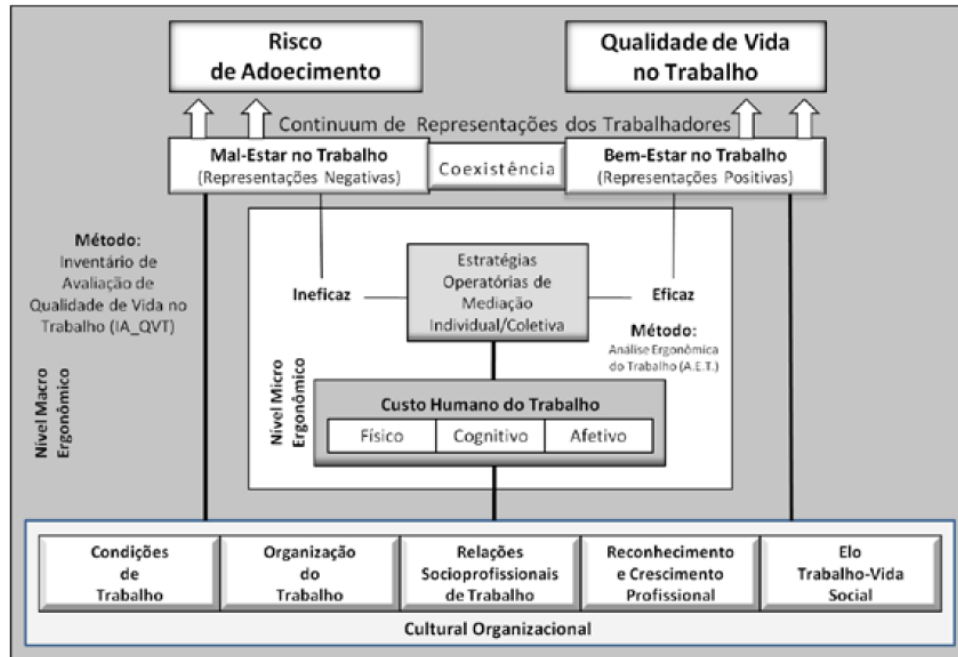 Risco
de Adoecimento
Qualidade de Vida
no Trabalho
Continuum de Representações dos Trabalhadores
Mal-Estar no Trabalho
(Representações Negativas)
Coexistência
Bem-Estar no Trabalho
(Representações Positivas)
Método:
Inventário de
Avaliação de
Qualidade de Vida no
Trabalho (IA_QVT)
Nível Macro
Ergonômico
Ineficaz
Estratégias
Operatórias de
Mediação
Individual/Coletiva
Eficaz
Método:
Análise Ergonômica
do Trabalho (A.E.T.)
Nível Micro
Ergonômico
Custo Humano do Trabalho
Físico
Cognitivo
Afetivo
Condições
de
Trabalho
Organização
do
Trabalho
Relações
Socioprofissionais
de Trabalho
Reconhecimento
e Crescimento
Profissional
Elo
Trabalho-Vida
Social
Cultural Organizacional